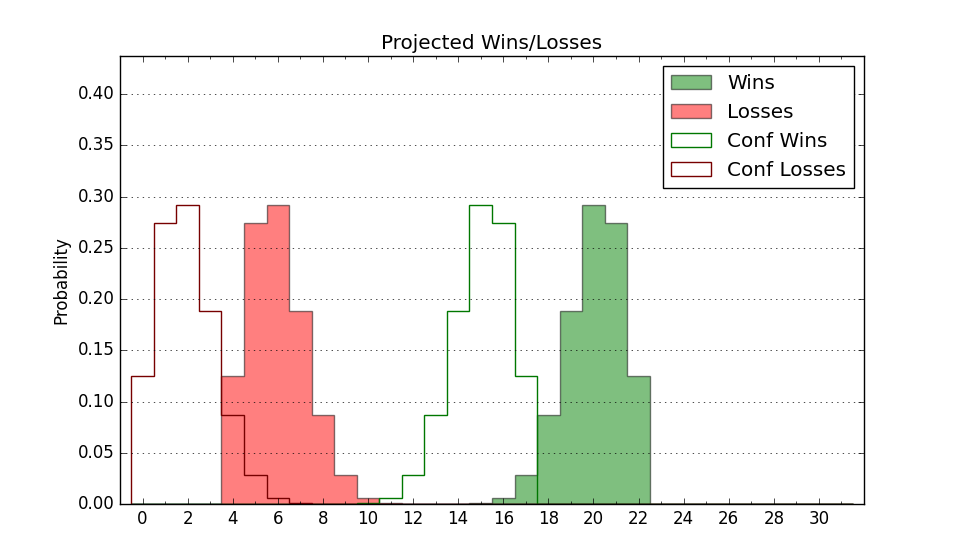 Projected Wins/Losses
Wins
Losses
Conf Wins
Conf Losses
Probability
0.40
0.35
0.30
0.25
0.20
0.15
0.10
0.05
0.00
0 2 4 6 8 10 12 14 16 18 20 22 24 26 28 30